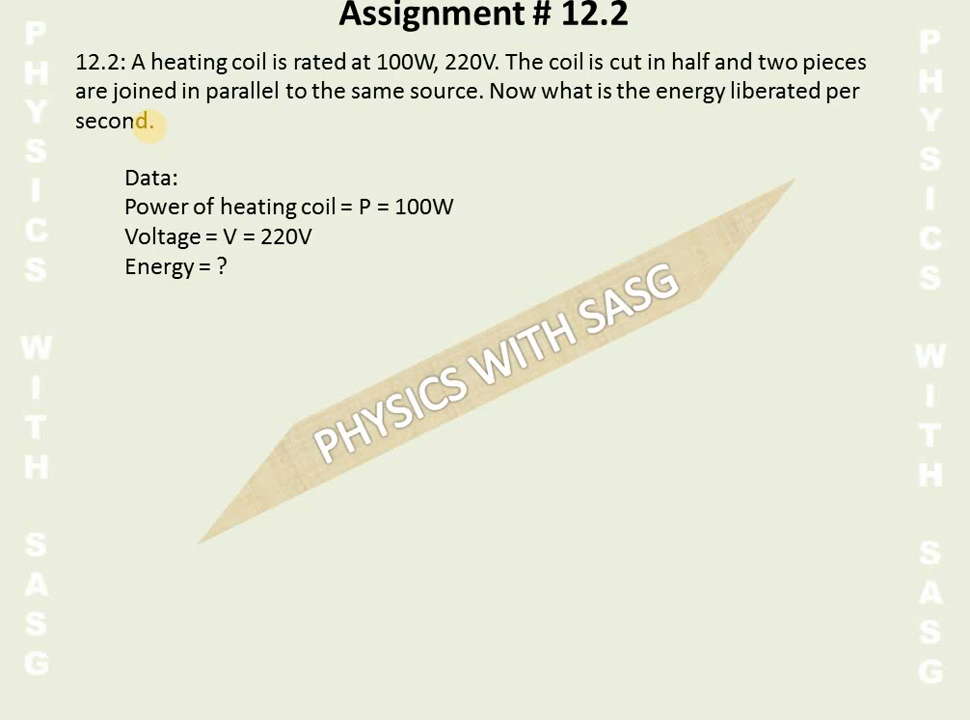 Assignment # 12.2
12.2: A heating coil is rated at 100W, 220V. The coil is cut in half and two pieces
are joined in parallel to the same source. Now what is the energy liberated per
second.
Data:
Power of heating coil = P = 100W
Voltage = V = 220V
Energy = ?
PHYSICS WITH SASG
PHYSICS WITH SASG
PHYSICS WITH SASG